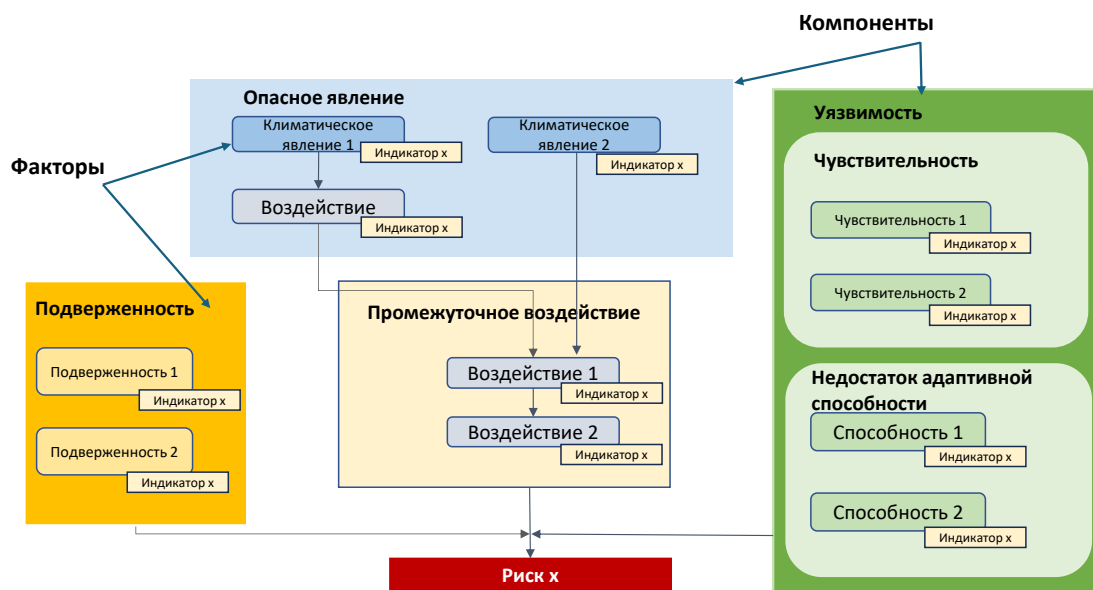 Компоненты
Опасное явление
Климатическое
явление 1
Индикатор x
Климатическое
явление 2
Индикатор x
Воздействие
Индикатор x
Факторы
Уязвимость
Чувствительность
Чувствительность 1
Индикатор x
Чувствительность 2
Индикатор x
Подверженность
Подверженность 1
Индикатор x
Подверженность 2
Индикатор x
Промежуточное воздействие
Воздействие 1
Индикатор x
Воздействие 2
Индикатор x
Недостаток адаптивной
способности
Способность 1
Индикатор x
Способность 2
Индикатор x
Риск x